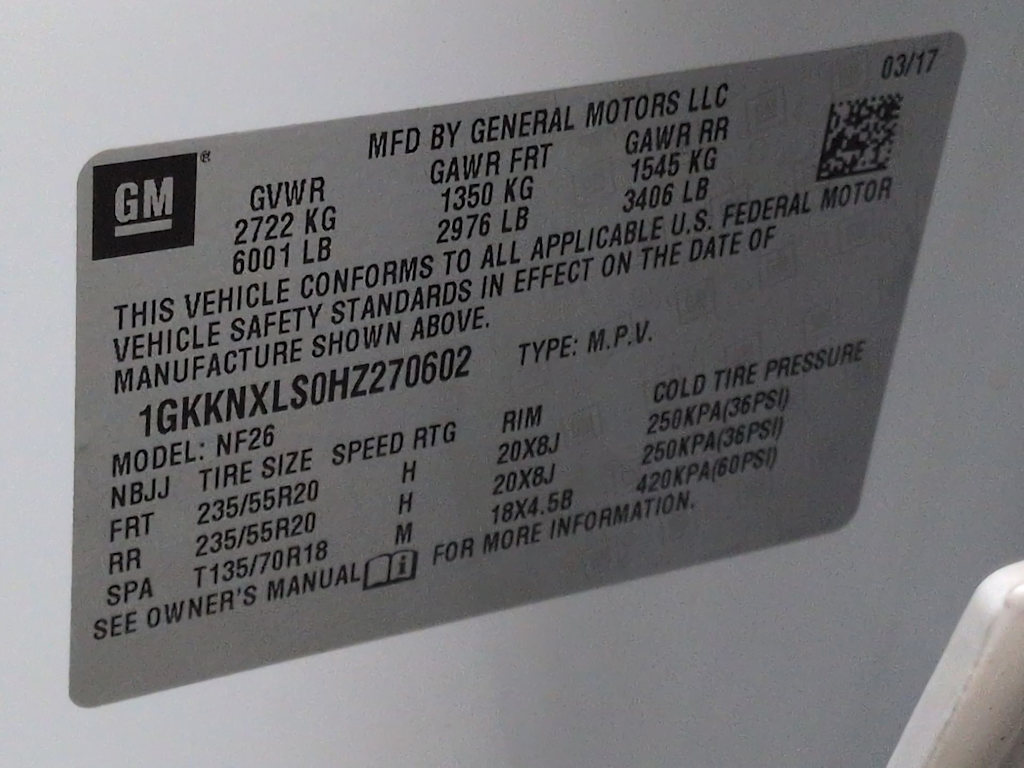 03/17
MFD BY GENERAL MOTORS LLC
GM ®
GVWR GAWR FRT GAWR RR
2722 KG 1350 KG 1545 KG
6001 LB 2976 LB 3406 LB
THIS VEHICLE CONFORMS TO ALL APPLICABLE U.S. FEDERAL MOTOR
VEHICLE SAFETY STANDARDS IN EFFECT ON THE DATE OF
MANUFACTURE SHOWN ABOVE.
1GKKNXLS0HZ270602 TYPE: M.P.V.
MODEL: NF26
NBJJ TIRE SIZE SPEED RTG RIM COLD TIRE PRESSURE
FRT 235/55R20 H 20X8J 250KPA(36PSI)
RR 235/55R20 H 20X8J 250KPA(36PSI)
SPA T135/70R18 M 18X4.5B 420KPA(60PSI)
SEE OWNER'S MANUAL i FOR MORE INFORMATION.